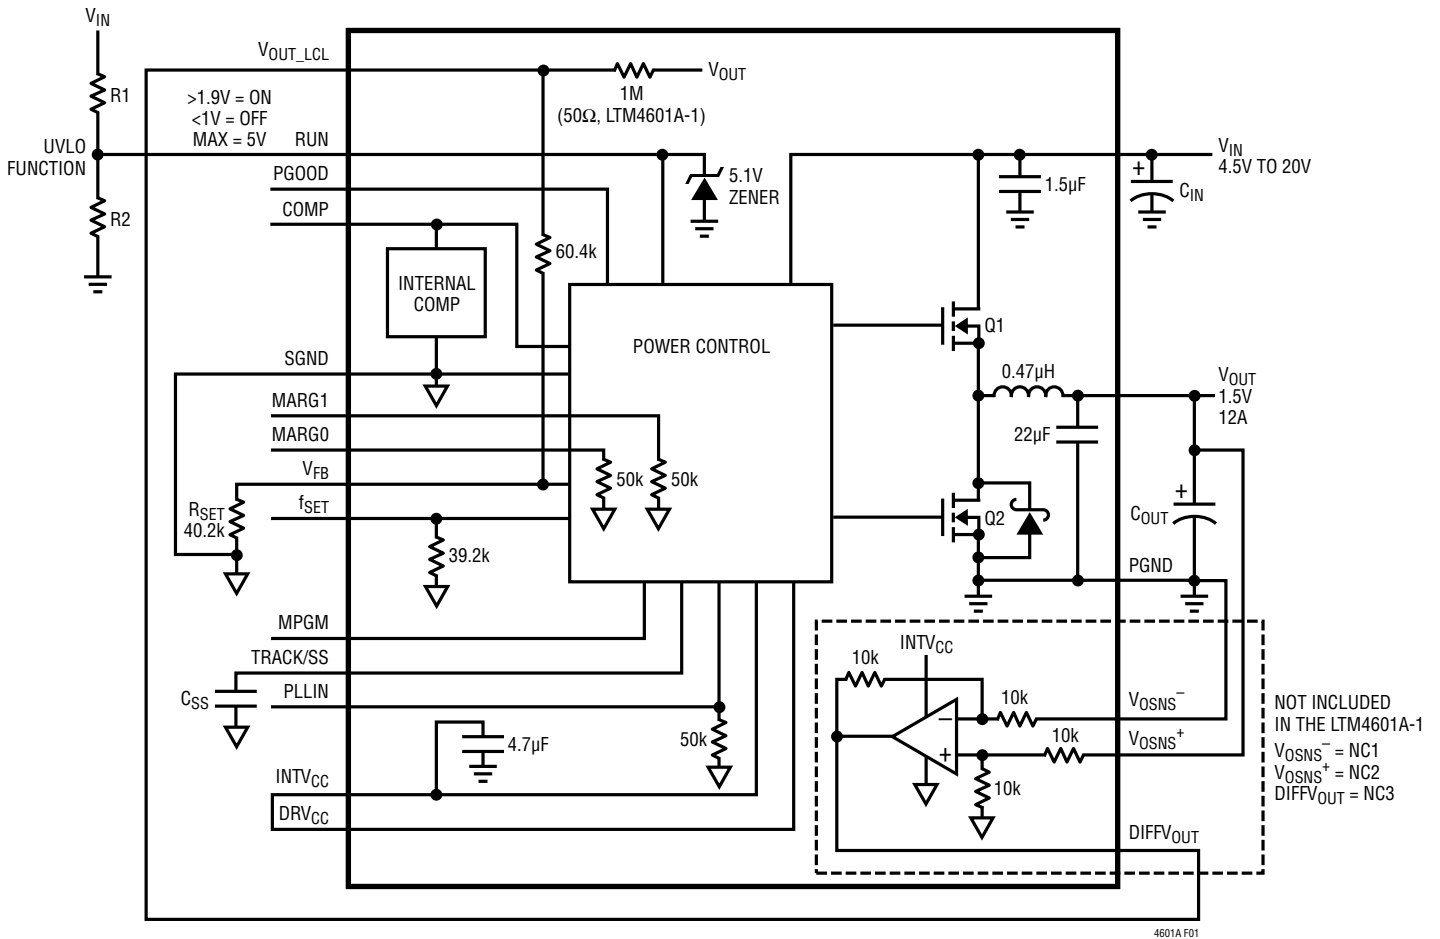 VIN
R1
UVLO
FUNCTION
R2
VOUT_LCL
>1.9V = ON
<1V = OFF
MAX = 5V
RUN
PGOOD
COMP
1M
(50Ω, LTM4601A-1)
VOUT
5.1V
ZENER
60.4k
INTERNAL
COMP
POWER CONTROL
1.5µF
VIN
4.5V TO 20V
+
CIN
Q1
0.47µH
VOUT
1.5V
12A
22µF
Q2
+
COUT
PGND
SGND
MARG1
MARG0
VFB
fSET
RSET
40.2k
50k
50k
39.2k
MPGM
TRACK/SS
CSS
PLLIN
50k
4.7µF
INTVCC
DRVCC
INTVCC
10k
10k
–
+
10k
10k
VOSNS–
VOSNS+
DIFFVOUT
NOT INCLUDED
IN THE LTM4601A-1
VOSNS– = NC1
VOSNS+ = NC2
DIFFVOUT = NC3
4601A F01